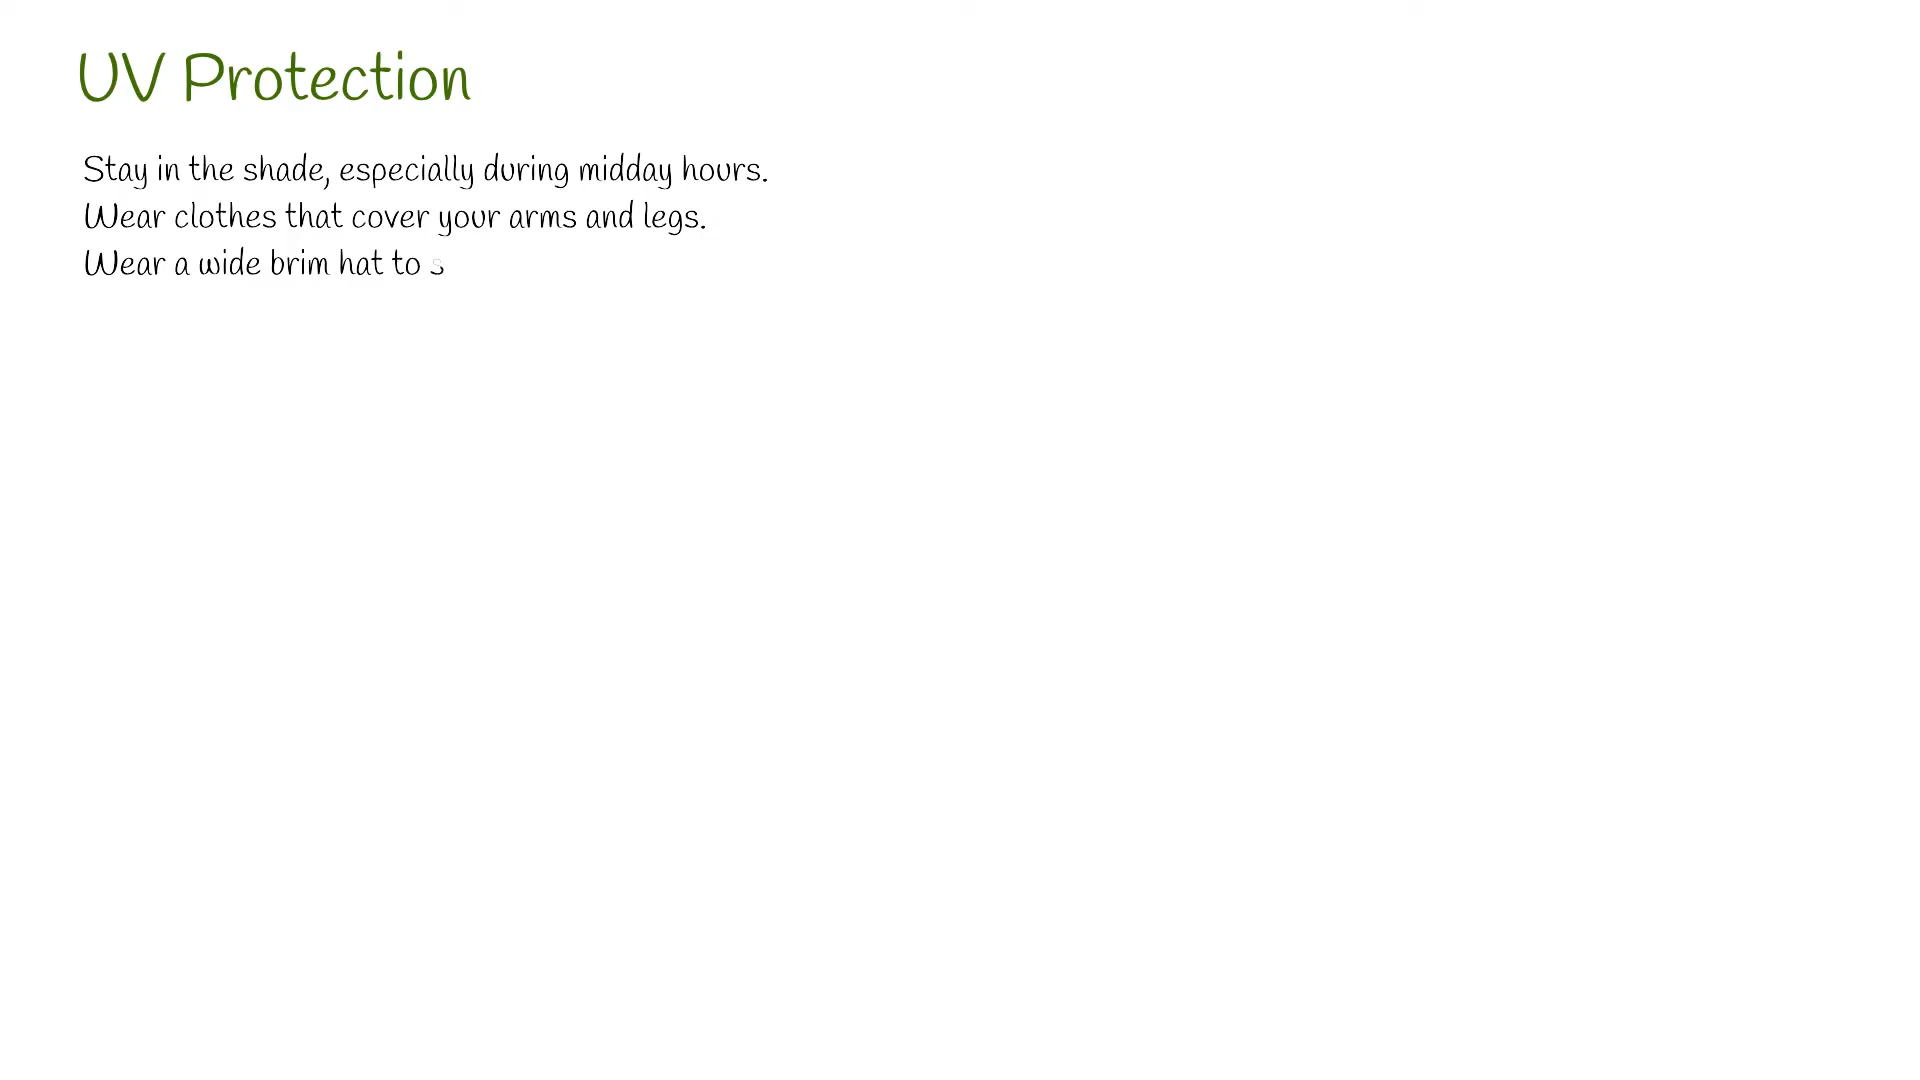 UV Protection
Stay in the shade, especially during midday hours.
Wear clothes that cover your arms and legs.
Wear a wide brim hat to s